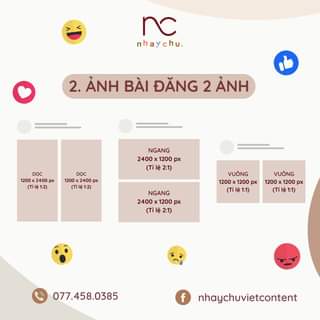 nc
nhaychu.
2. ẢNH BÀI ĐĂNG 2 ẢNH
DỌC
1200 x 2400 px
(Tỉ lệ 1:2)
DỌC
1200 x 2400 px
(Tỉ lệ 1:2)
NGANG
2400 x 1200 px
(Tỉ lệ 2:1)
NGANG
2400 x 1200 px
(Tỉ lệ 2:1)
VUÔNG
1200 x 1200 px
(Tỉ lệ 1:1)
VUÔNG
1200 x 1200 px
(Tỉ lệ 1:1)
077.458.0385
nhaychuvietcontent